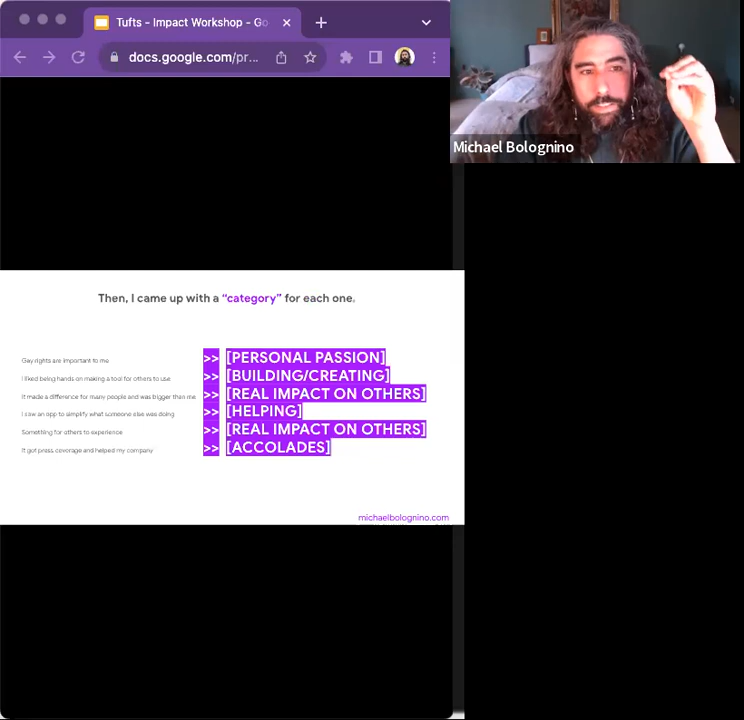 Tufts - Impact Workshop - Go
docs.google.com/pr...
Michael Bolognino
Then, I came up with a “category” for each one.
Gay rights are important to me >> [PERSONAL PASSION]
I liked being hands on making a tool for others to use >> [BUILDING/CREATING]
It made a difference for many people and was bigger than me >> [REAL IMPACT ON OTHERS]
I saw an opp to simplify what someone else was doing >> [HELPING]
Something for others to experience >> [REAL IMPACT ON OTHERS]
It got press coverage and helped my company >> [ACCOLADES]
michaelbolognino.com